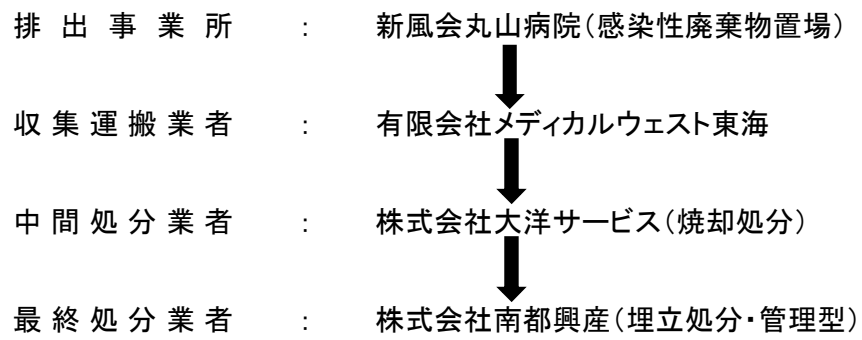 排出事業所 : 新風会丸山病院(感染性廃棄物置場)
収集運搬業者 : 有限会社メディカルウェスト東海
中間処分業者 : 株式会社大洋サービス(焼却処分)
最終処分業者 : 株式会社南都興産(埋立処分・管理型)